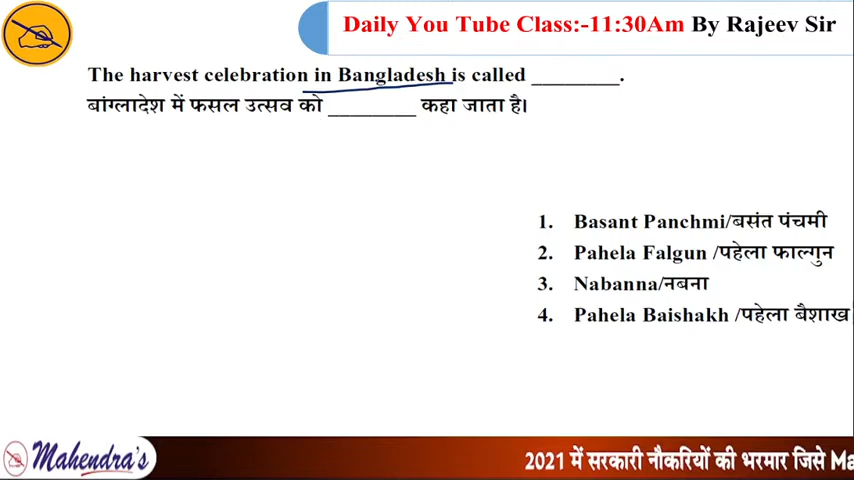 Daily You Tube Class:-11:30Am By Rajeev Sir
The harvest celebration in Bangladesh is called ________.
बांग्लादेश में फसल उत्सव को ________ कहा जाता है।
1. Basant Panchmi/बसंत पंचमी
2. Pahela Falgun /पहेला फाल्गुन
3. Nabanna/नबना
4. Pahela Baishakh /पहेला बैशाख
Mahendra's
2021 में सरकारी नौकरियों की भरमार जिसे Ma